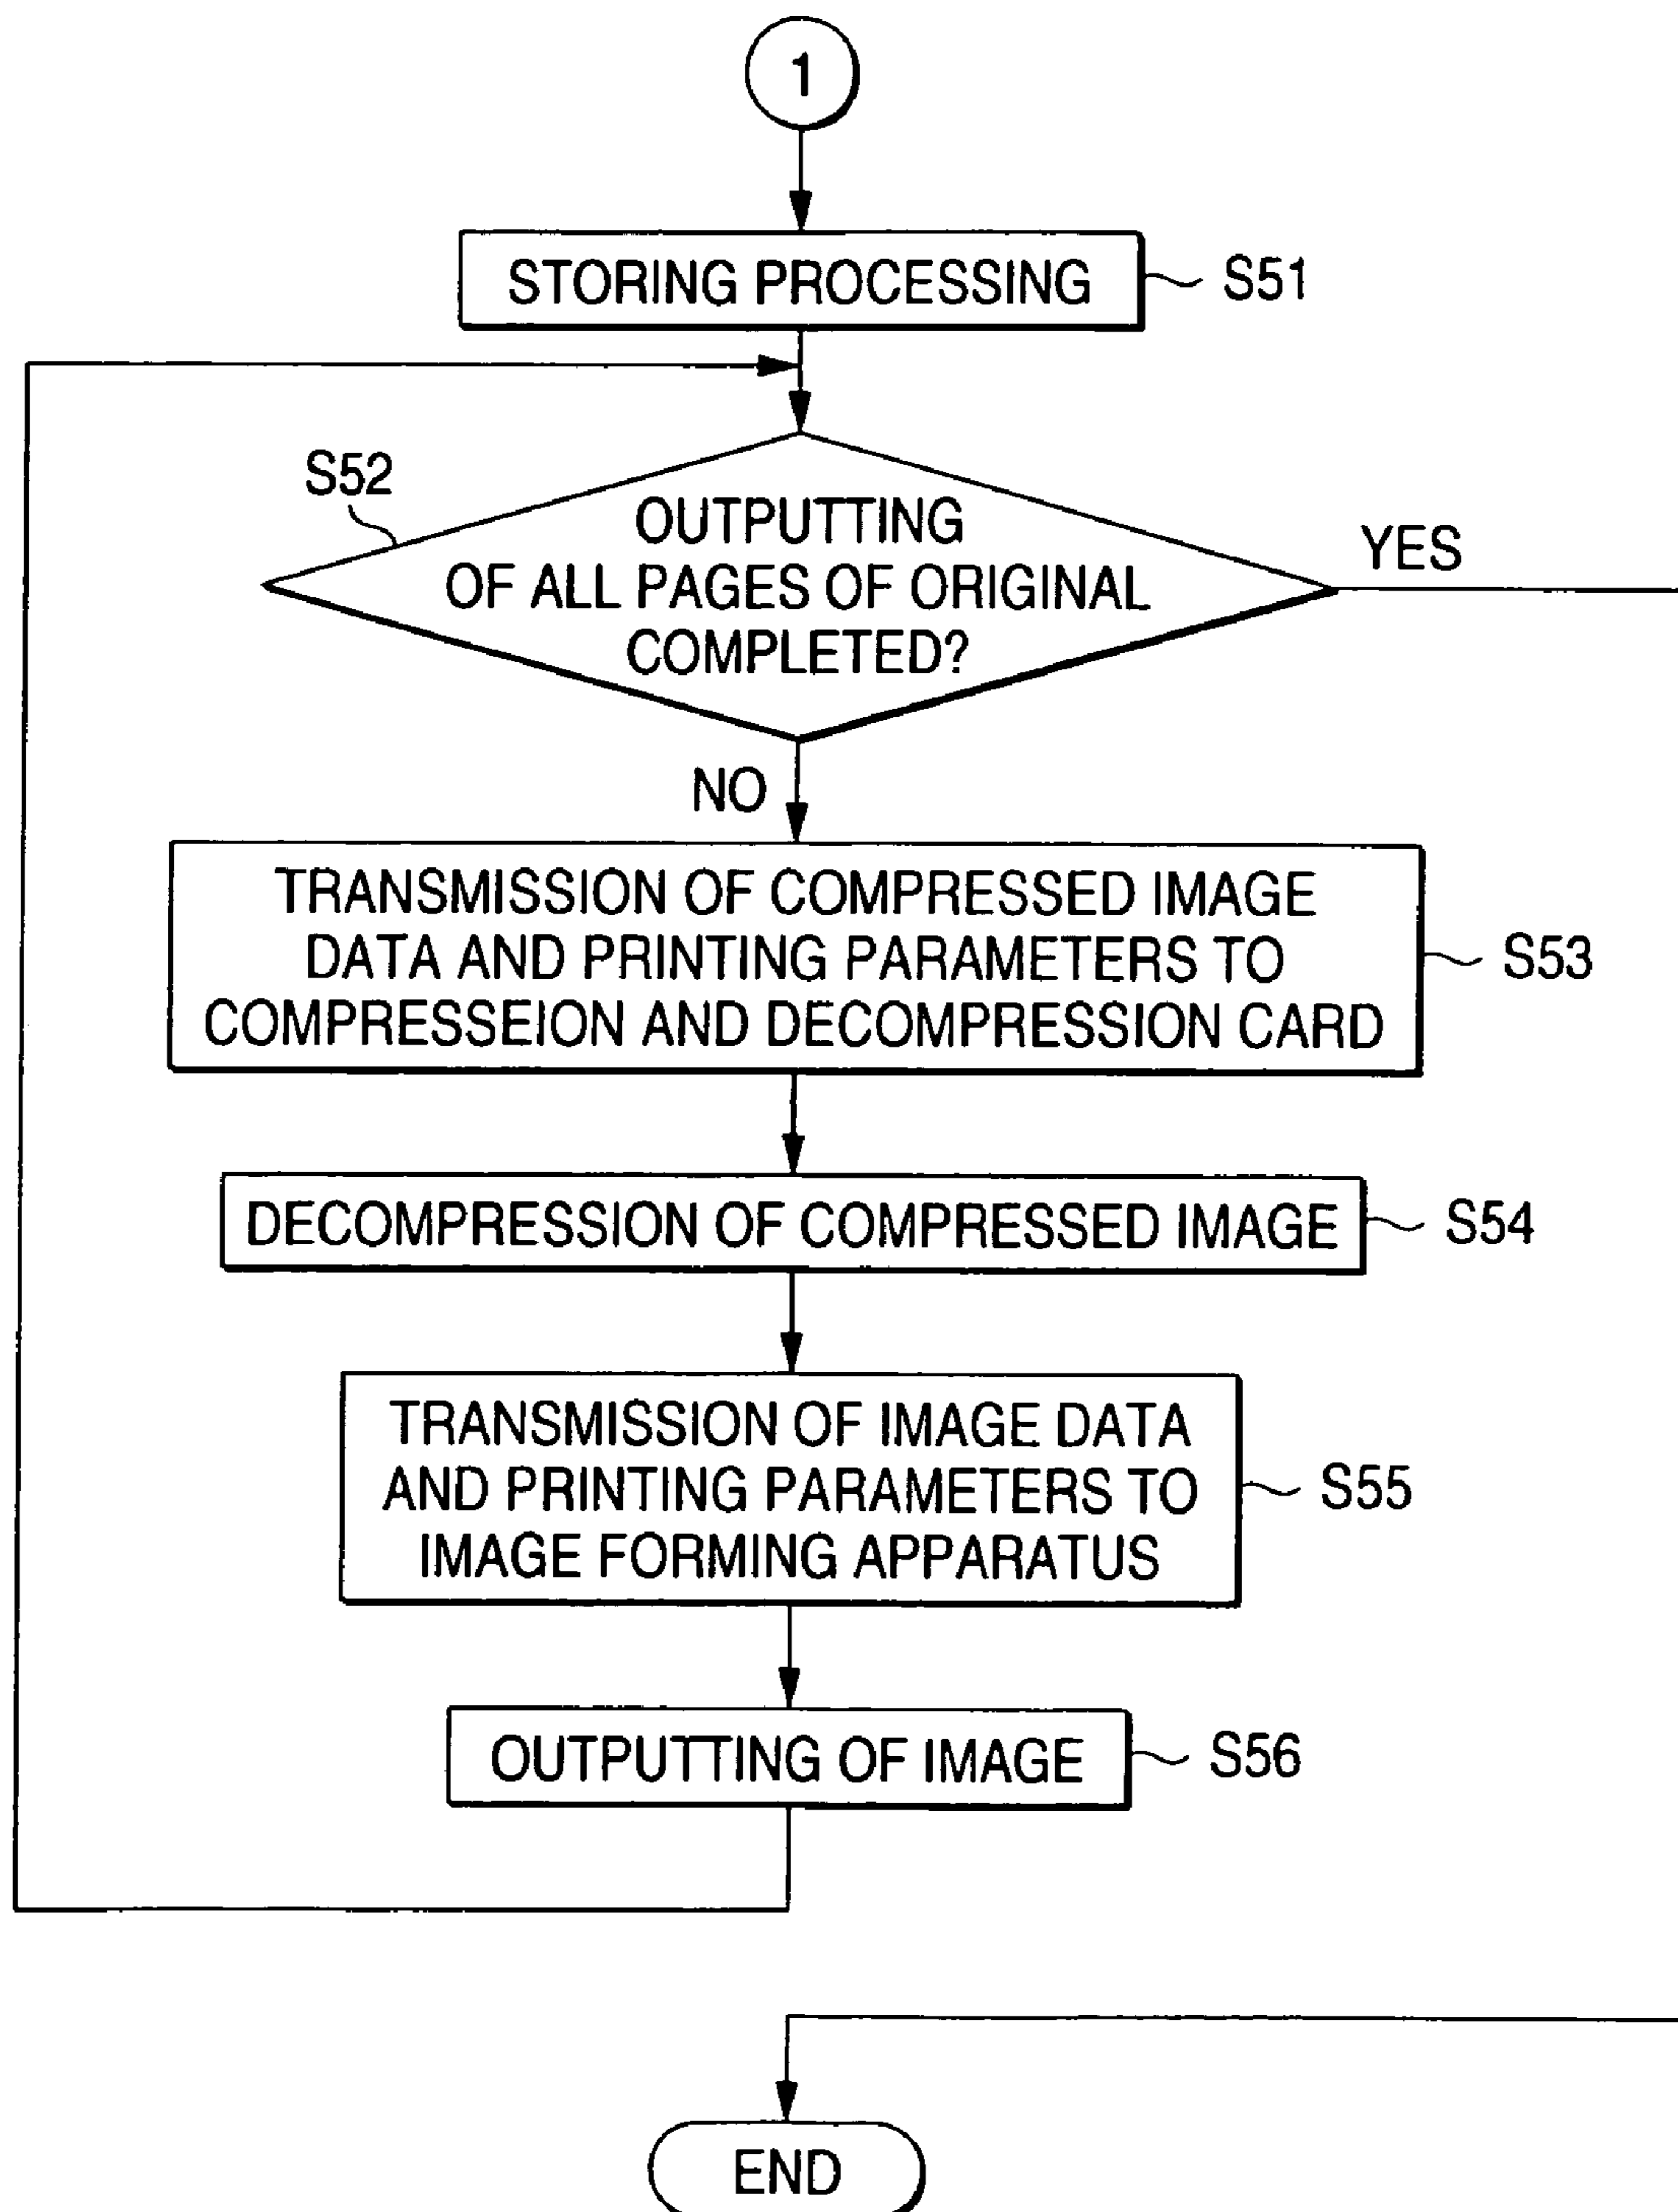 1
STORING PROCESSING
S51
S52
OUTPUTTING
OF ALL PAGES OF ORIGINAL
COMPLETED?
YES
NO
TRANSMISSION OF COMPRESSED IMAGE
DATA AND PRINTING PARAMETERS TO
COMPRESSEION AND DECOMPRESSION CARD
S53
DECOMPRESSION OF COMPRESSED IMAGE
S54
TRANSMISSION OF IMAGE DATA
AND PRINTING PARAMETERS TO
IMAGE FORMING APPARATUS
S55
OUTPUTTING OF IMAGE
S56
END